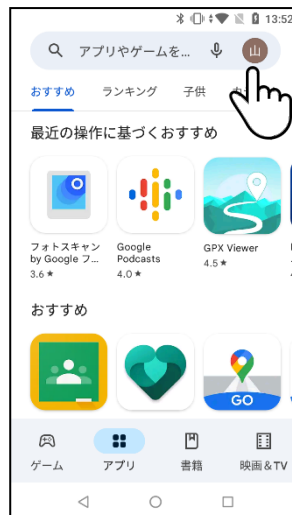 13:52
アプリやゲームを...
山
おすすめ ランキング 子供
最近の操作に基づくおすすめ
フォトスキャン
by Google フ...
3.6★
Google
Podcasts
4.0★
GPX Viewer
4.5★
おすすめ
GO
ゲーム アプリ 書籍 映画&TV